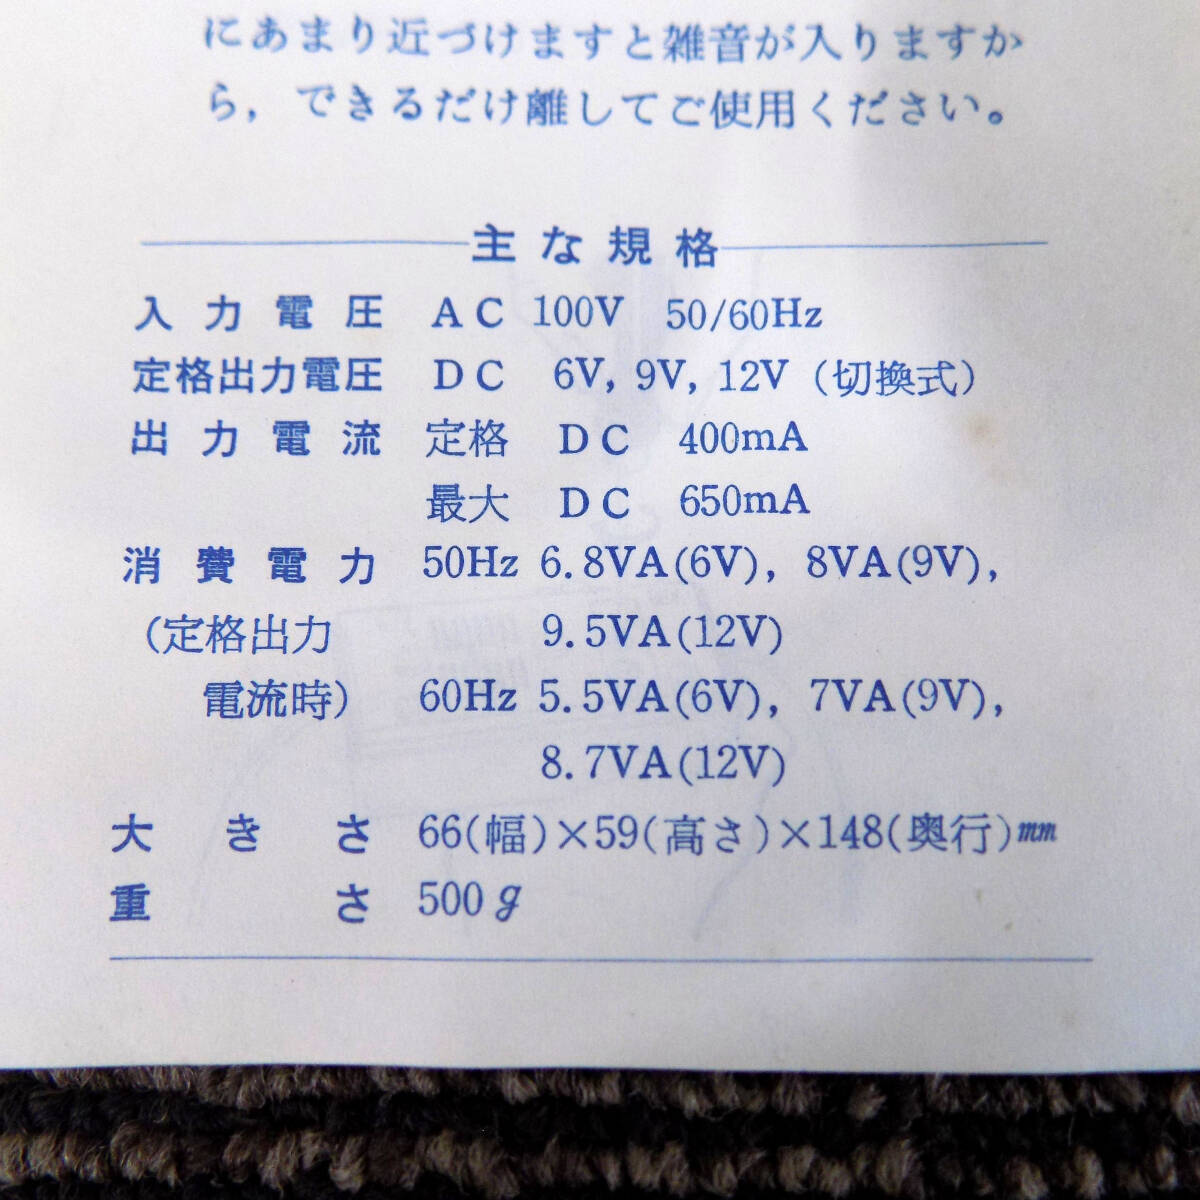 にあまり近づけますと雑音が入りますか
ら，できるだけ離してご使用ください。
主な規格
入力電圧 AC 100V 50/60Hz
定格出力電圧 DC 6V, 9V, 12V（切換式）
出力電流 定格 DC 400mA
最大 DC 650mA
消費電力 50Hz 6.8VA(6V), 8VA(9V),
（定格出力 9.5VA(12V)
電流時） 60Hz 5.5VA(6V), 7VA(9V),
8.7VA(12V)
大きさ 66(幅)×59(高さ)×148(奥行)mm
重さ 500g